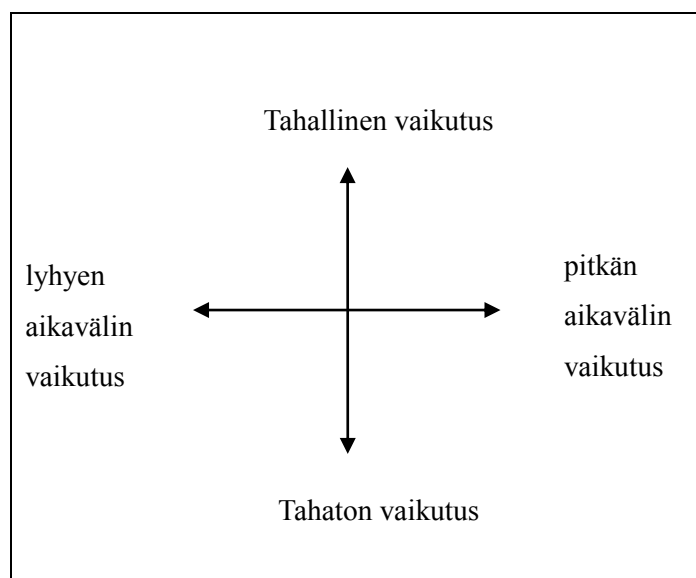 Tahallinen vaikutus
lyhyen
aikavälin
vaikutus
pitkän
aikavälin
vaikutus
Tahaton vaikutus